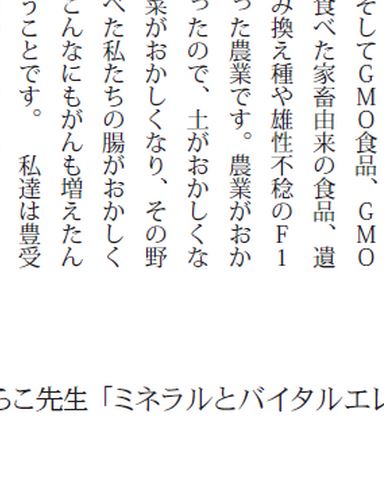 そしてGMO食品、GMO
食べた家畜由来の食品、遺
み換え種や雄性不稔のF1
った農業です。農業がおか
ったので、土がおかしくな
菜がおかしくなり、その野
べた私たちの腸がおかしく
こんなにもがんも増えたん
うことです。　私達は豊受
らこ先生「ミネラルとバイタルエレ